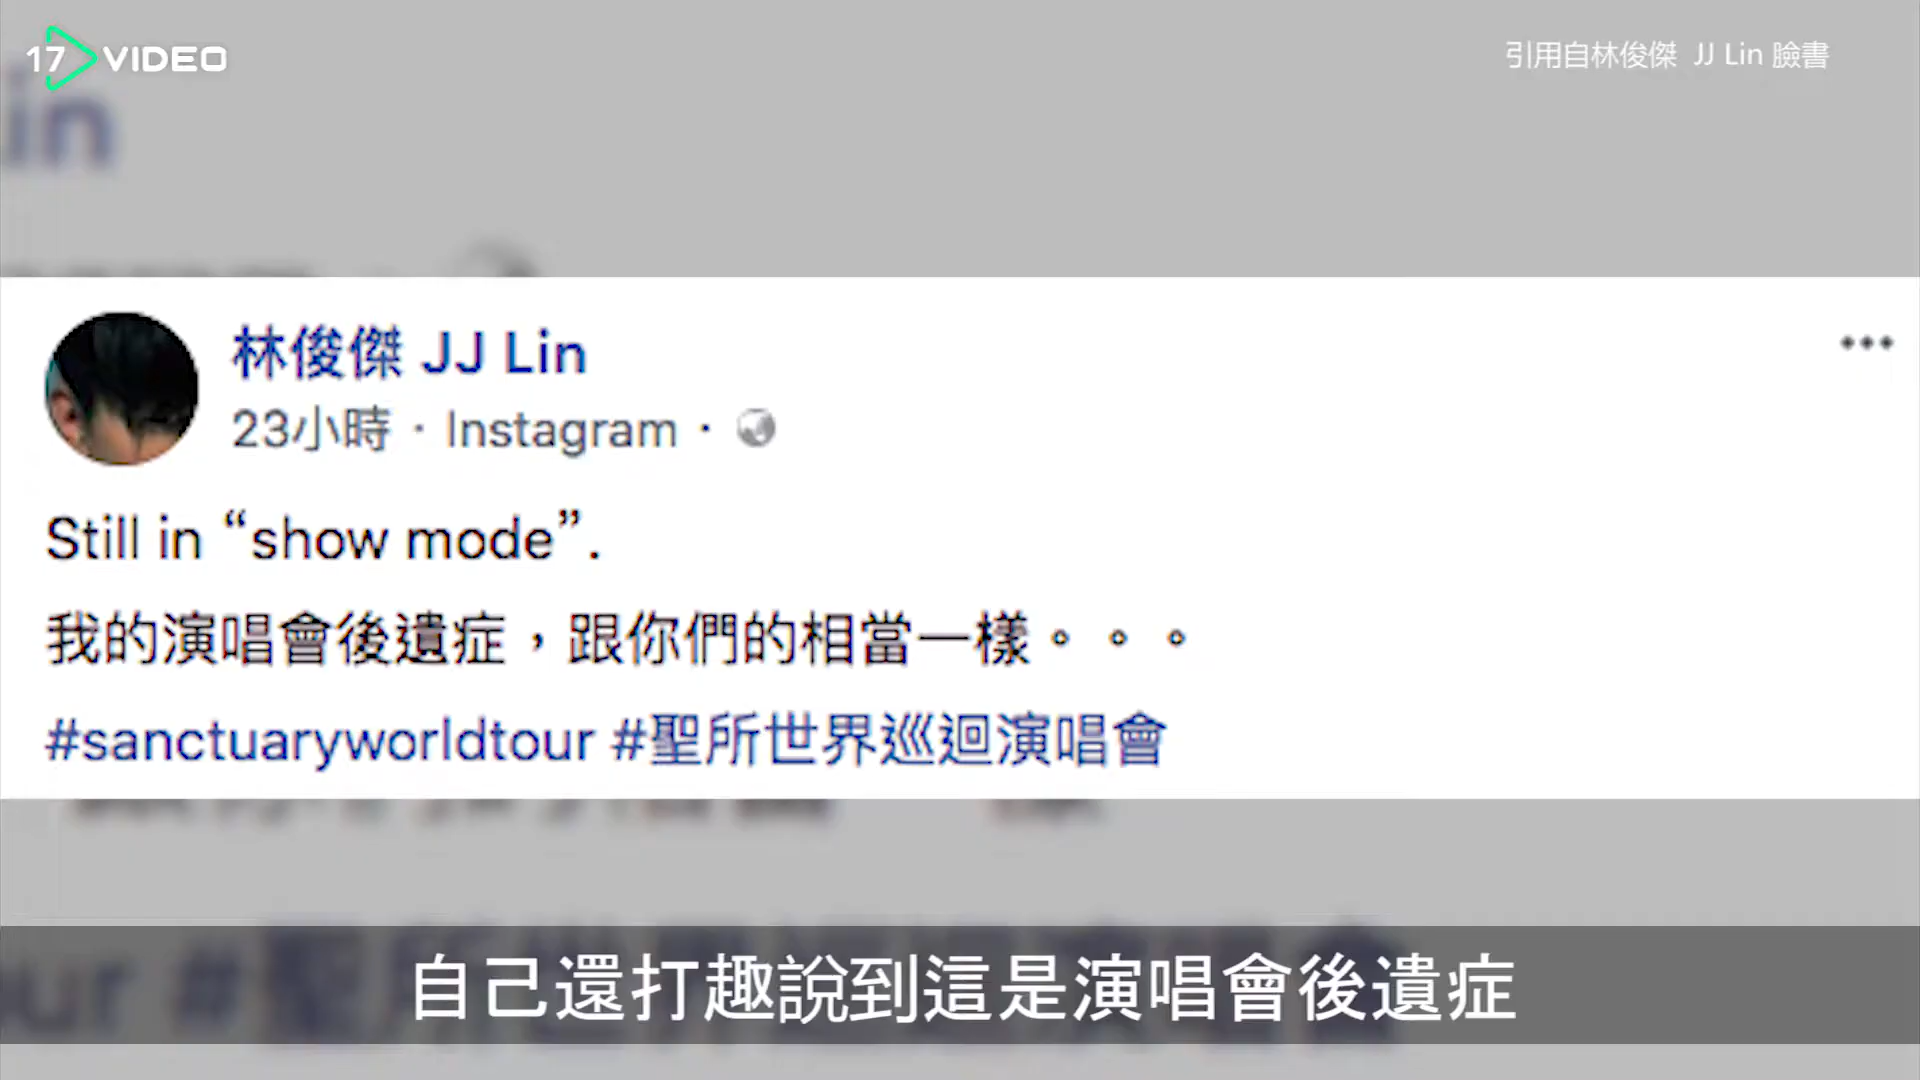 17 VIDEO
引用自林俊傑 JJ Lin 臉書
in
林俊傑 JJ Lin
23小時 · Instagram ·
Still in “show mode”.
我的演唱會後遺症，跟你們的相當一樣。。。
#sanctuaryworldtour #聖所世界巡迴演唱會
自己還打趣說到這是演唱會後遺症